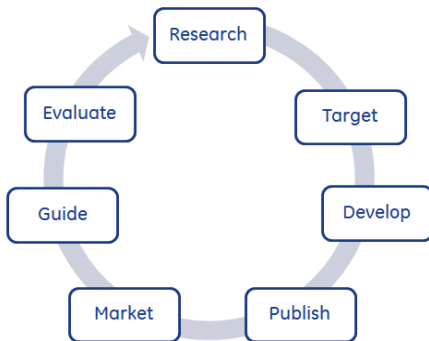 Research
Target
Develop
Publish
Market
Guide
Evaluate